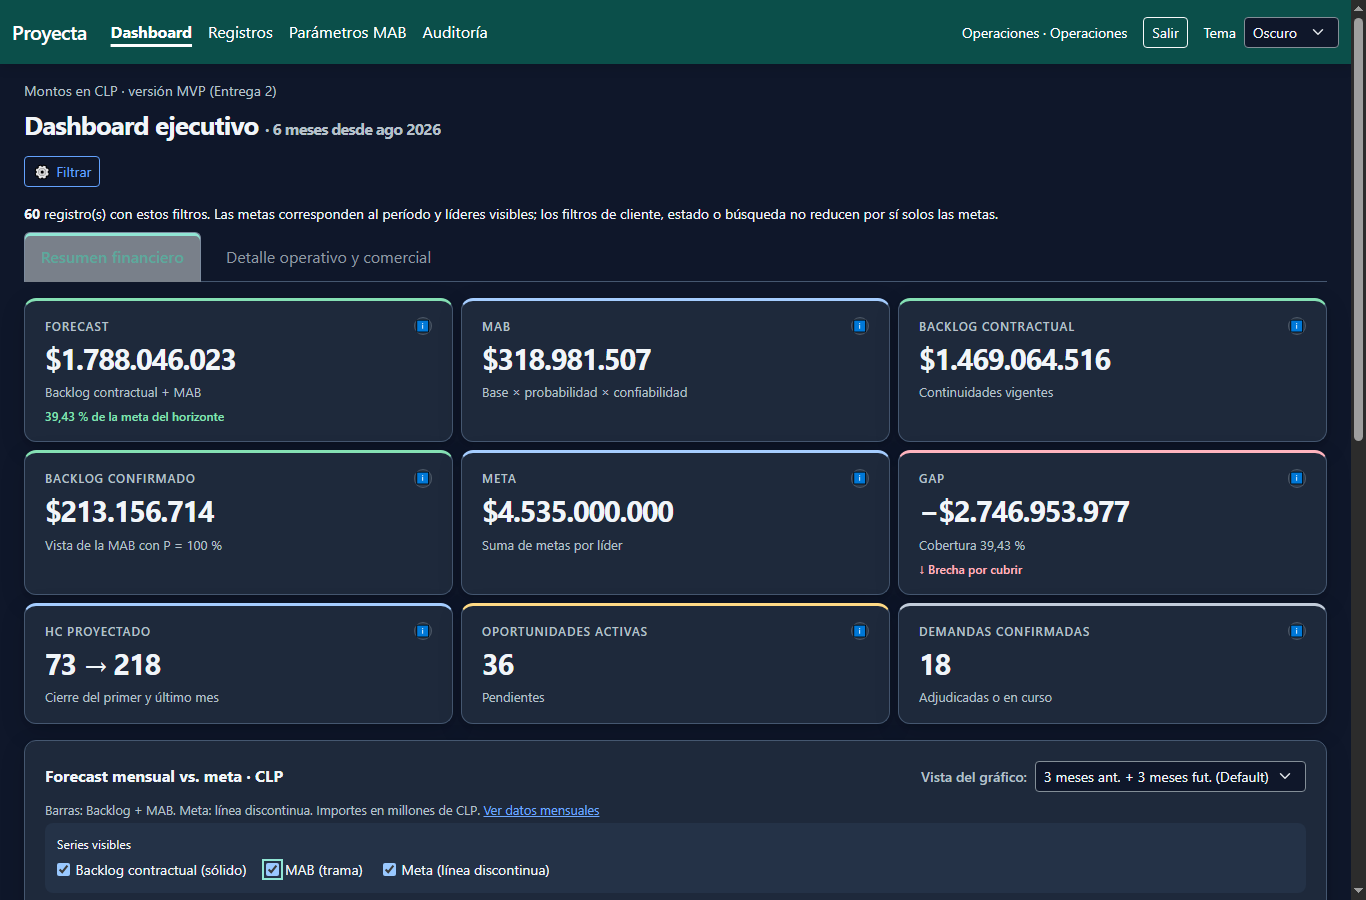 Proyecta Dashboard Registros Parámetros MAB Auditoría Operaciones · Operaciones Salir Tema Oscuro
Montos en CLP · versión MVP (Entrega 2)
Dashboard ejecutivo · 6 meses desde ago 2026
Filtrar
60 registro(s) con estos filtros. Las metas corresponden al período y líderes visibles; los filtros de cliente, estado o búsqueda no reducen por sí solos las metas.
Resumen financiero Detalle operativo y comercial
FORECAST
$1.788.046.023
Backlog contractual + MAB
39,43 % de la meta del horizonte
MAB
$318.981.507
Base × probabilidad × confiabilidad
BACKLOG CONTRACTUAL
$1.469.064.516
Continuidades vigentes
BACKLOG CONFIRMADO
$213.156.714
Vista de la MAB con P = 100 %
META
$4.535.000.000
Suma de metas por líder
GAP
−$2.746.953.977
Cobertura 39,43 %
↓ Brecha por cubrir
HC PROYECTADO
73 → 218
Cierre del primer y último mes
OPORTUNIDADES ACTIVAS
36
Pendientes
DEMANDAS CONFIRMADAS
18
Adjudicadas o en curso
Forecast mensual vs. meta · CLP
Vista del gráfico: 3 meses ant. + 3 meses fut. (Default)
Barras: Backlog + MAB. Meta: línea discontinua. Importes en millones de CLP. Ver datos mensuales
Series visibles
Backlog contractual (sólido) MAB (trama) Meta (línea discontinua)